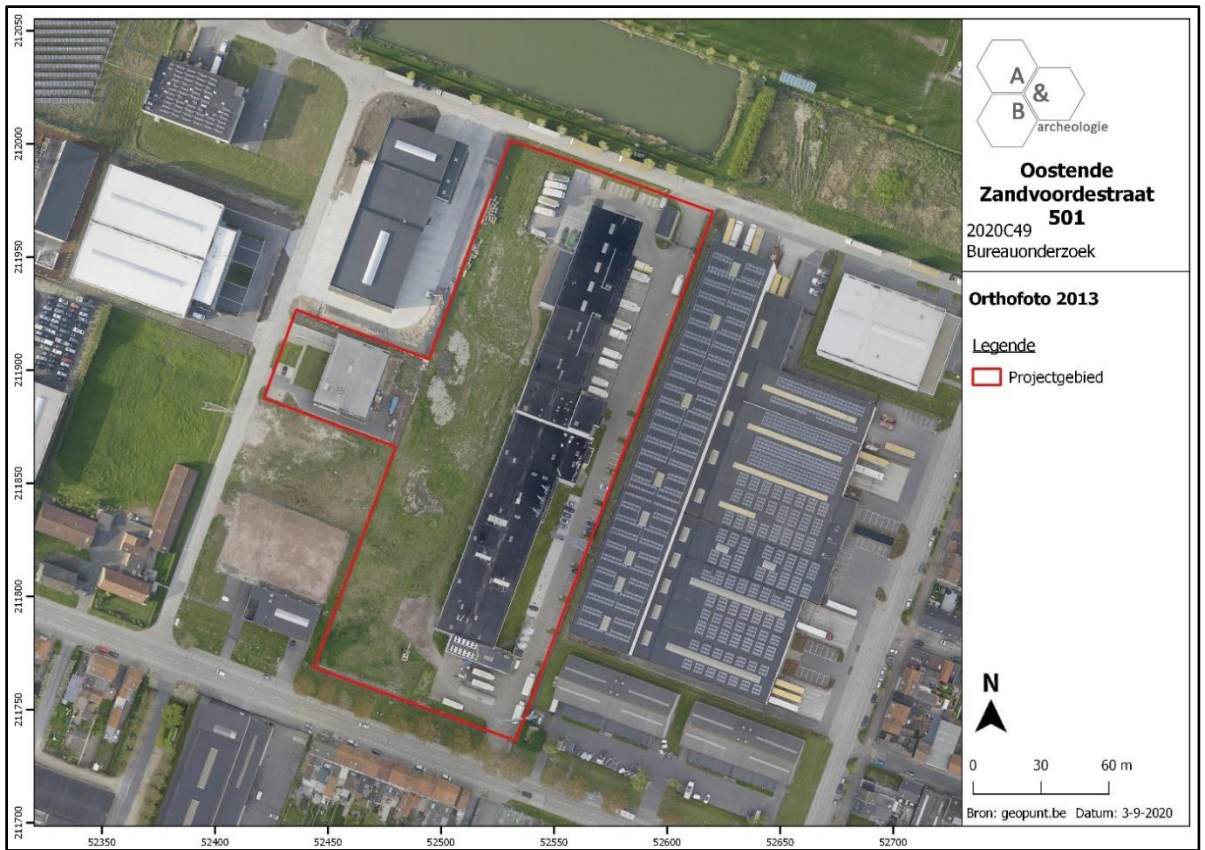 212050
212000
211950
211900
211850
211800
211750
211700
52350
52400
52450
52500
52550
52600
52650
52700
A
&
B
archeologie
Oostende
Zandvoordestraat
501
2020C49
Bureauonderzoek
Orthofoto 2013
Legende
Projectgebied
N
0 30 60 m
Bron: geopunt.be Datum: 3-9-2020